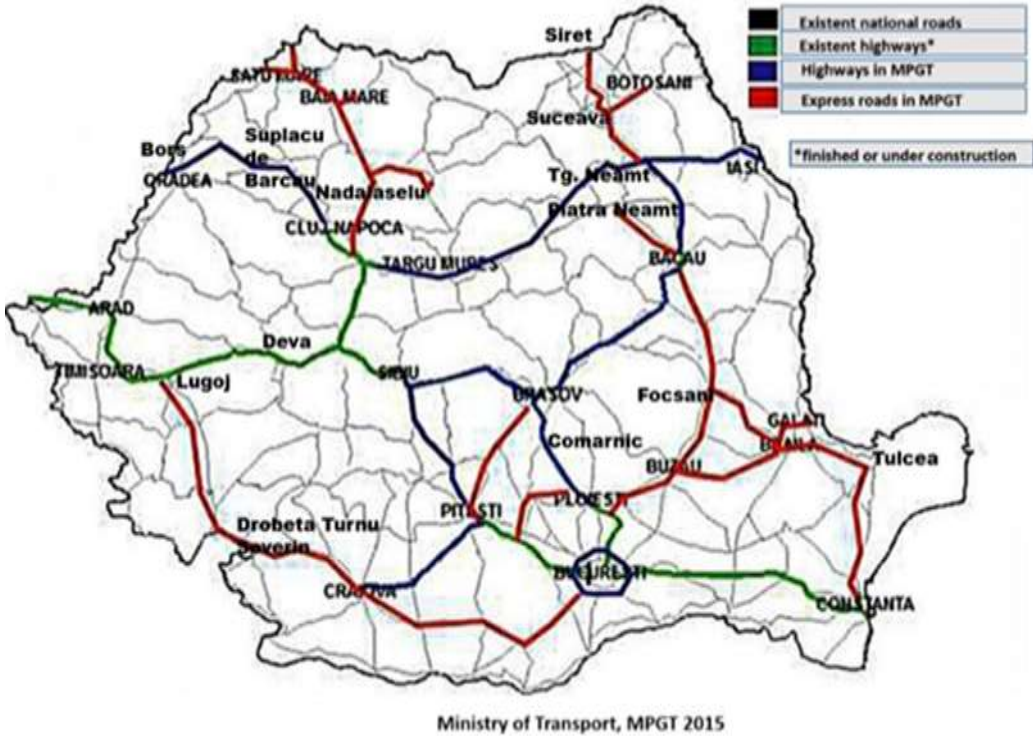 Existent national roads
Existent highways*
Highways in MPGT
Express roads in MPGT
*finished or under construction
Siret
BOTOSANI
BAIA MARE
Suceava
Suplacu
de
Barcau
Bors
ORADEA
Tg. Neamt
IASI
Nadaiaselu
Piatra Neamt
CLUJ NAPOCA
TARGU MURES
BACAU
ARAD
Deva
TIMISOARA
Lugoj
SIBIU
BRASOV
Focsani
GALATI
BRAILA
Comarnic
Tulcea
BUZAU
PITESTI
PLOIESTI
Drobeta Turnu
Severin
BUCURESTI
CRAIOVA
CONSTANTA
Ministry of Transport, MPGT 2015